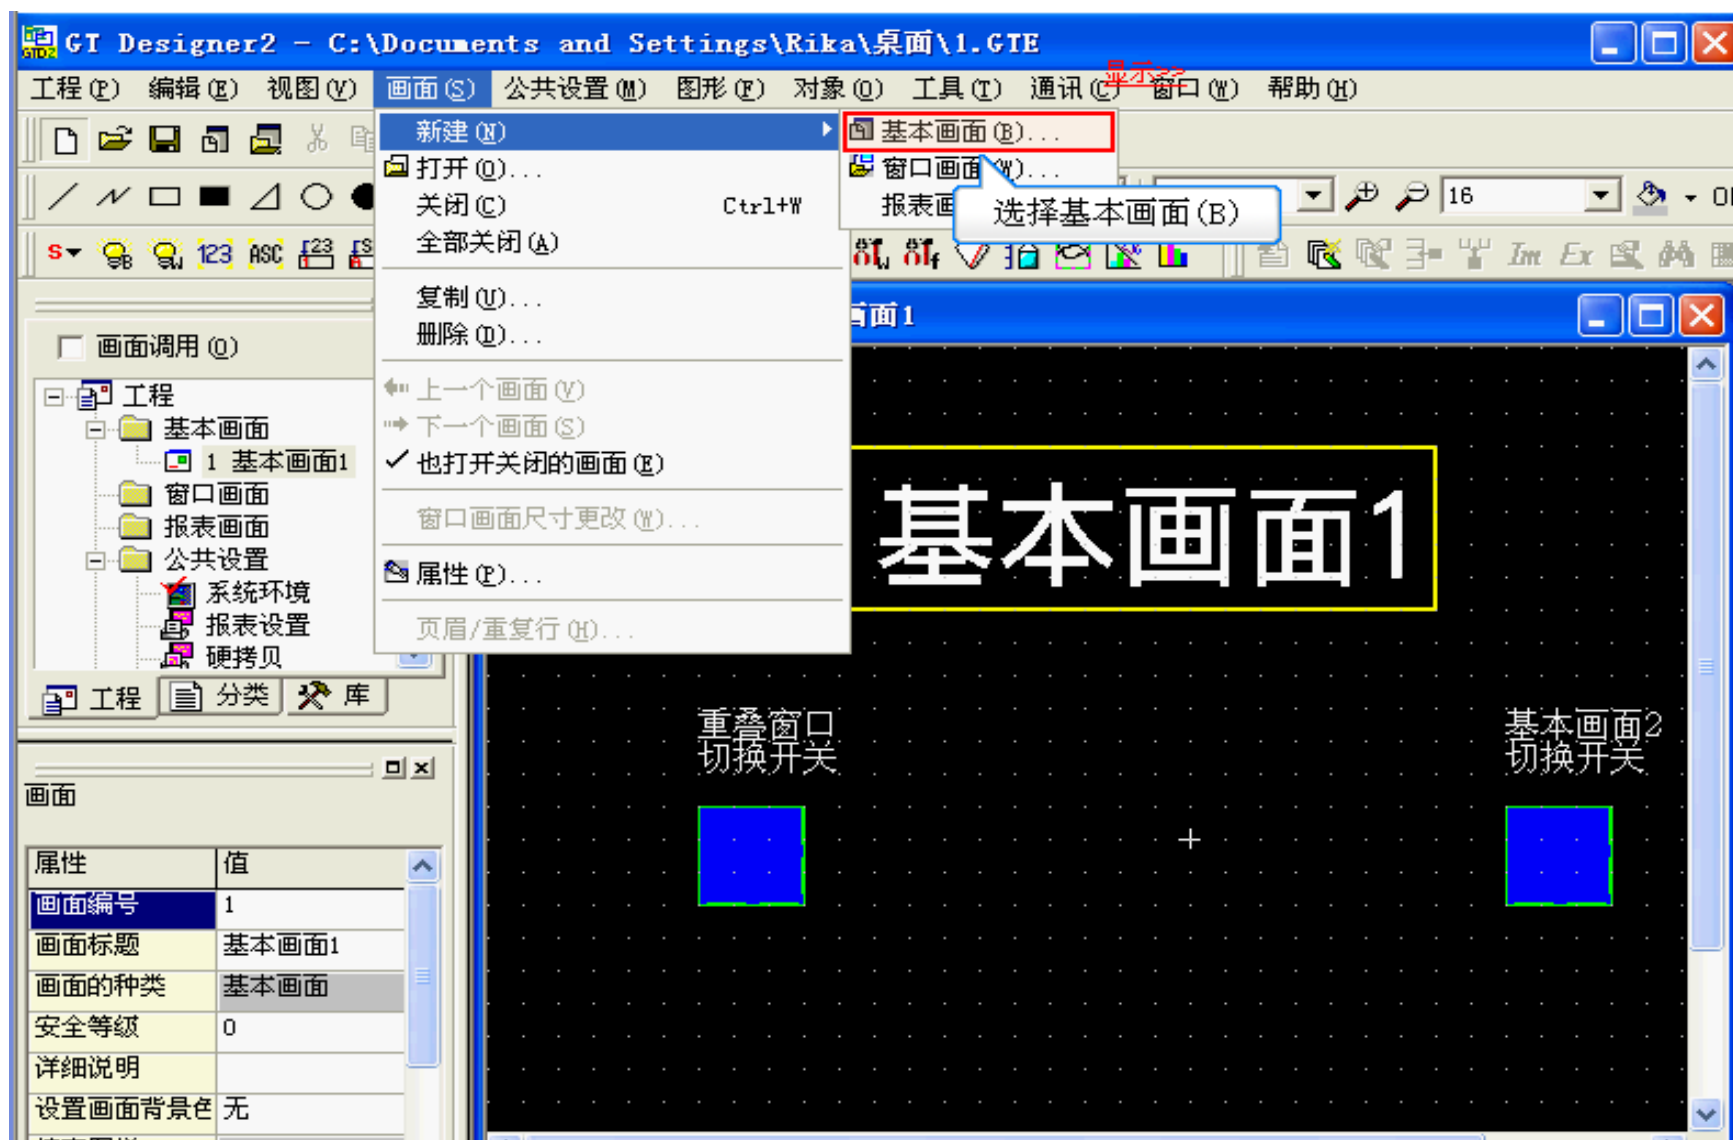 GT Designer2 - C:\Documents and Settings\Rika\桌面\1.GTE
工程(P) 编辑(E) 视图(V) 画面(S) 公共设置(M) 图形(F) 对象(O) 工具(T) 通讯(C) 窗口(W) 帮助(H)
显示>>
新建(N)
打开(O)...
关闭(C) Ctrl+W
全部关闭(A)
复制(U)...
删除(D)...
上一个画面(V)
下一个画面(S)
也打开关闭的画面(E)
窗口画面尺寸更改(W)...
属性(P)...
页眉/重复行(H)...
基本画面(B)...
窗口画面(W)...
报表画
选择基本画面(B)
16
S 123 ASC 23 Im Ex
画面调用(Q)
工程
基本画面
1 基本画面1
窗口画面
报表画面
公共设置
系统环境
报表设置
硬拷贝
工程 分类 库
画面
属性 值
画面编号 1
画面标题 基本画面1
画面的种类 基本画面
安全等级 0
详细说明
设置画面背景色 无
画面1
基本画面1
重叠窗口
切换开关
基本画面2
切换开关